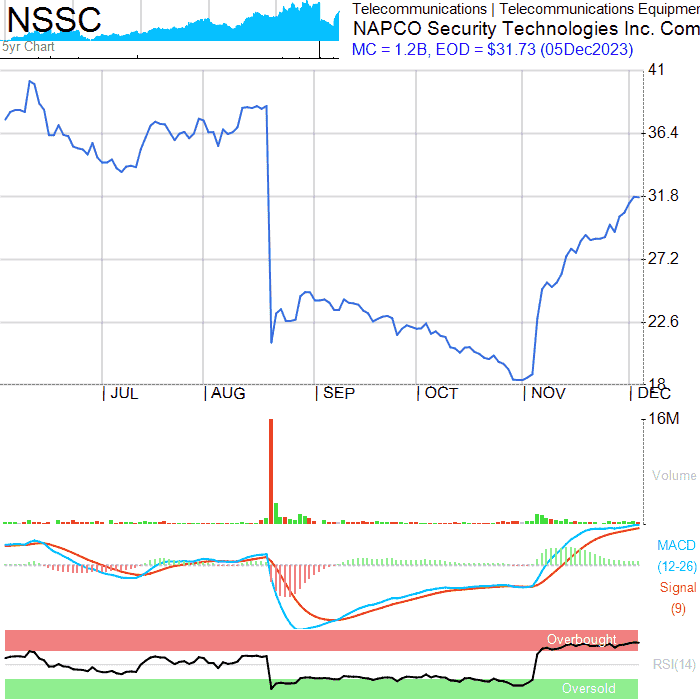 NSSC
5yr Chart
Telecommunications | Telecommunications Equipmen
NAPCO Security Technologies Inc. Com
MC = 1.2B, EOD = $31.73 (05Dec2023)
41
36.4
31.8
27.2
22.6
18
JUL AUG SEP OCT NOV DEC
16M
Volume
MACD
(12-26)
Signal
(9)
Overbought
RSI(14)
Oversold